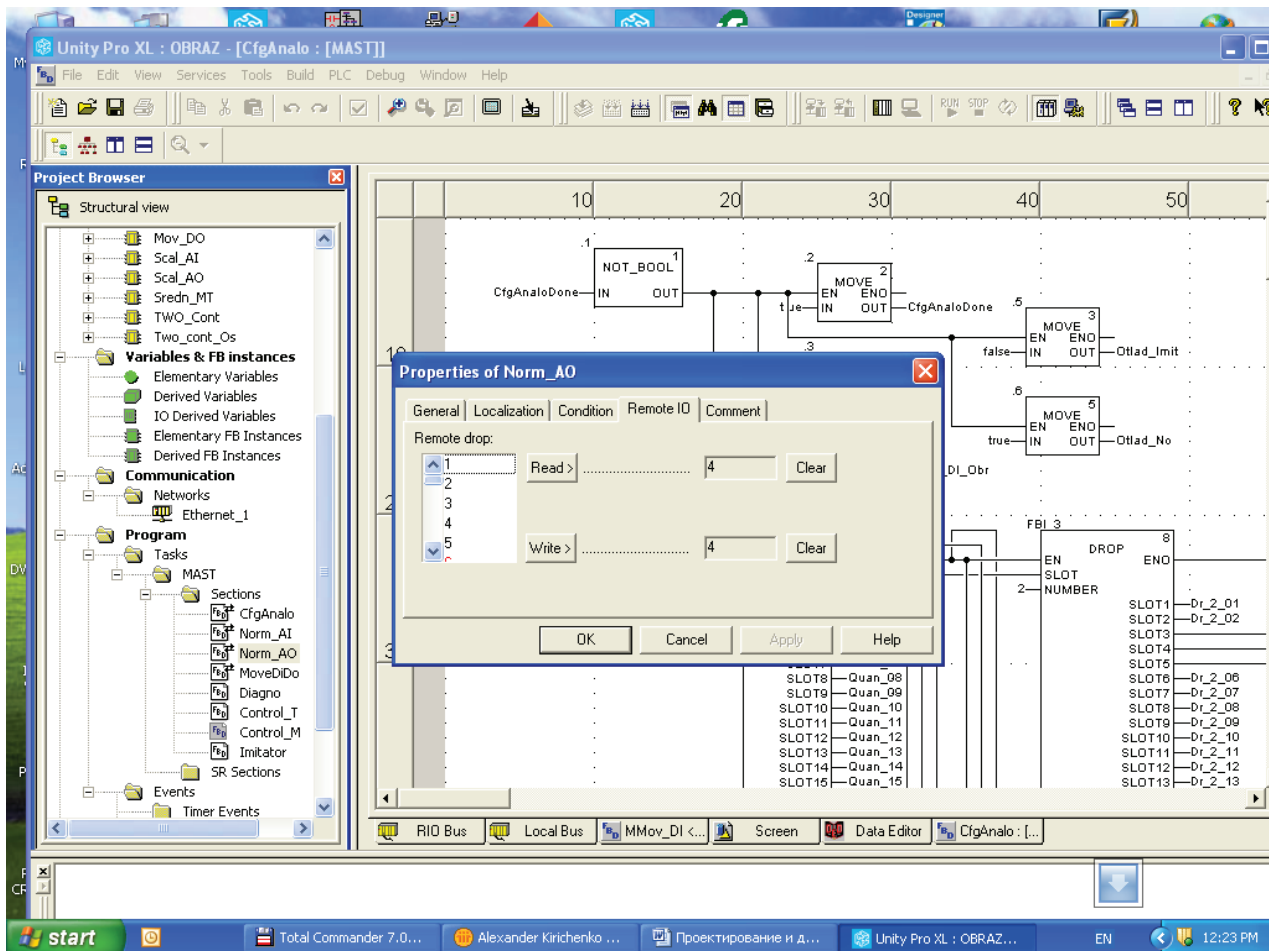 Designer
Unity Pro XL : OBRAZ - [CfgAnalo : [MAST]]
File Edit View Services Tools Build PLC Debug Window Help
RUN STOP
Project Browser
Structural view
Mov_DO
Scal_AI
Scal_AO
Sredn_MT
TWO_Cont
Two_cont_Os
Variables & FB instances
Elementary Variables
Derived Variables
IO Derived Variables
Elementary FB Instances
Derived FB Instances
Communication
Networks
Ethernet_1
Program
Tasks
MAST
Sections
CfgAnalo
Norm_AI
Norm_AO
MoveDiDo
Diagno
Control_T
Control_M
Imitator
SR Sections
Events
Timer Events
10 20 30 40 50
.1
NOT_BOOL 1
CfgAnaloDone IN OUT
.2
MOVE 2
EN ENO
IN OUT CfgAnaloDone
.3
.5
MOVE 3
EN ENO
false IN OUT Otlad_Imit
.6
MOVE 5
EN ENO
true IN OUT Otlad_No
_DI_Obr
10
Properties of Norm_AO
General Localization Condition Remote IO Comment
Remote drop:
1
2
3
4
5
Read > 4 Clear
Write > 4 Clear
OK Cancel Apply Help
FBI_3
8
DROP
EN ENO
SLOT
2 NUMBER
SLOT1 Dr_2_01
SLOT2 Dr_2_02
SLOT3
SLOT4
SLOT5
SLOT6 Dr_2_06
SLOT7 Dr_2_07
SLOT8 Dr_2_08
SLOT9 Dr_2_09
SLOT10 Dr_2_10
SLOT11 Dr_2_11
SLOT12 Dr_2_12
SLOT13 Dr_2_13
SLOT8 Quan_08
SLOT9 Quan_09
SLOT10 Quan_10
SLOT11 Quan_11
SLOT12 Quan_12
SLOT13 Quan_13
SLOT14 Quan_14
SLOT15 Quan_15
RIO Bus Local Bus MMov_DI <... Screen Data Editor CfgAnalo : [...
start
Total Commander 7.0...
Alexander Kirichenko ...
Проектирование и д...
Unity Pro XL : OBRAZ...
EN
12:23 PM